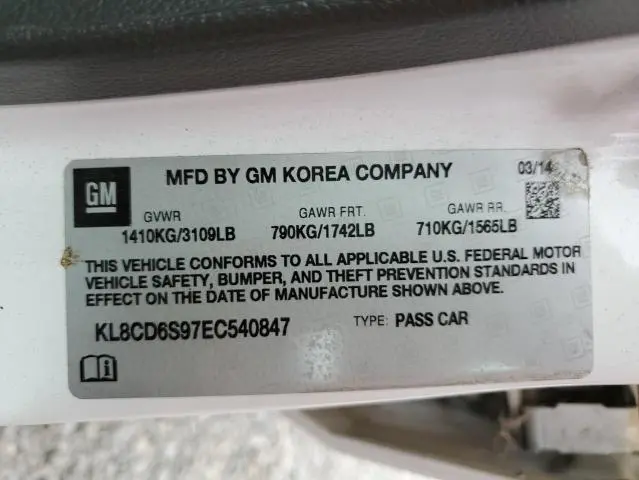 GM MFD BY GM KOREA COMPANY 03/14
GVWR GAWR FRT. GAWR RR.
1410KG/3109LB 790KG/1742LB 710KG/1565LB
THIS VEHICLE CONFORMS TO ALL APPLICABLE U.S. FEDERAL MOTOR
VEHICLE SAFETY, BUMPER, AND THEFT PREVENTION STANDARDS IN
EFFECT ON THE DATE OF MANUFACTURE SHOWN ABOVE.
KL8CD6S97EC540847 TYPE: PASS CAR